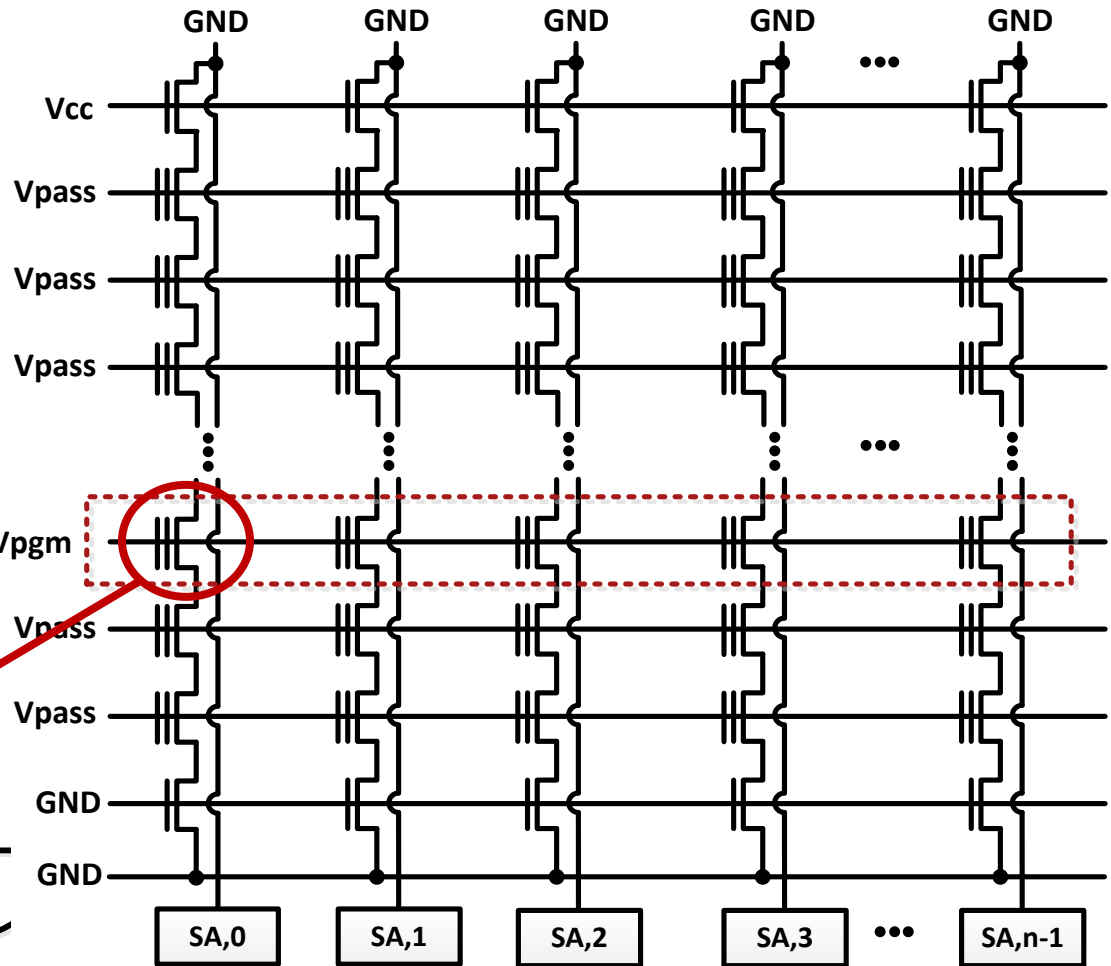 GND GND GND GND GND
Vcc
Vpass
Vpass
Vpass
Vpgm
Vpass
Vpass
GND
GND
SA,0 SA,1 SA,2 SA,3 SA,n-1